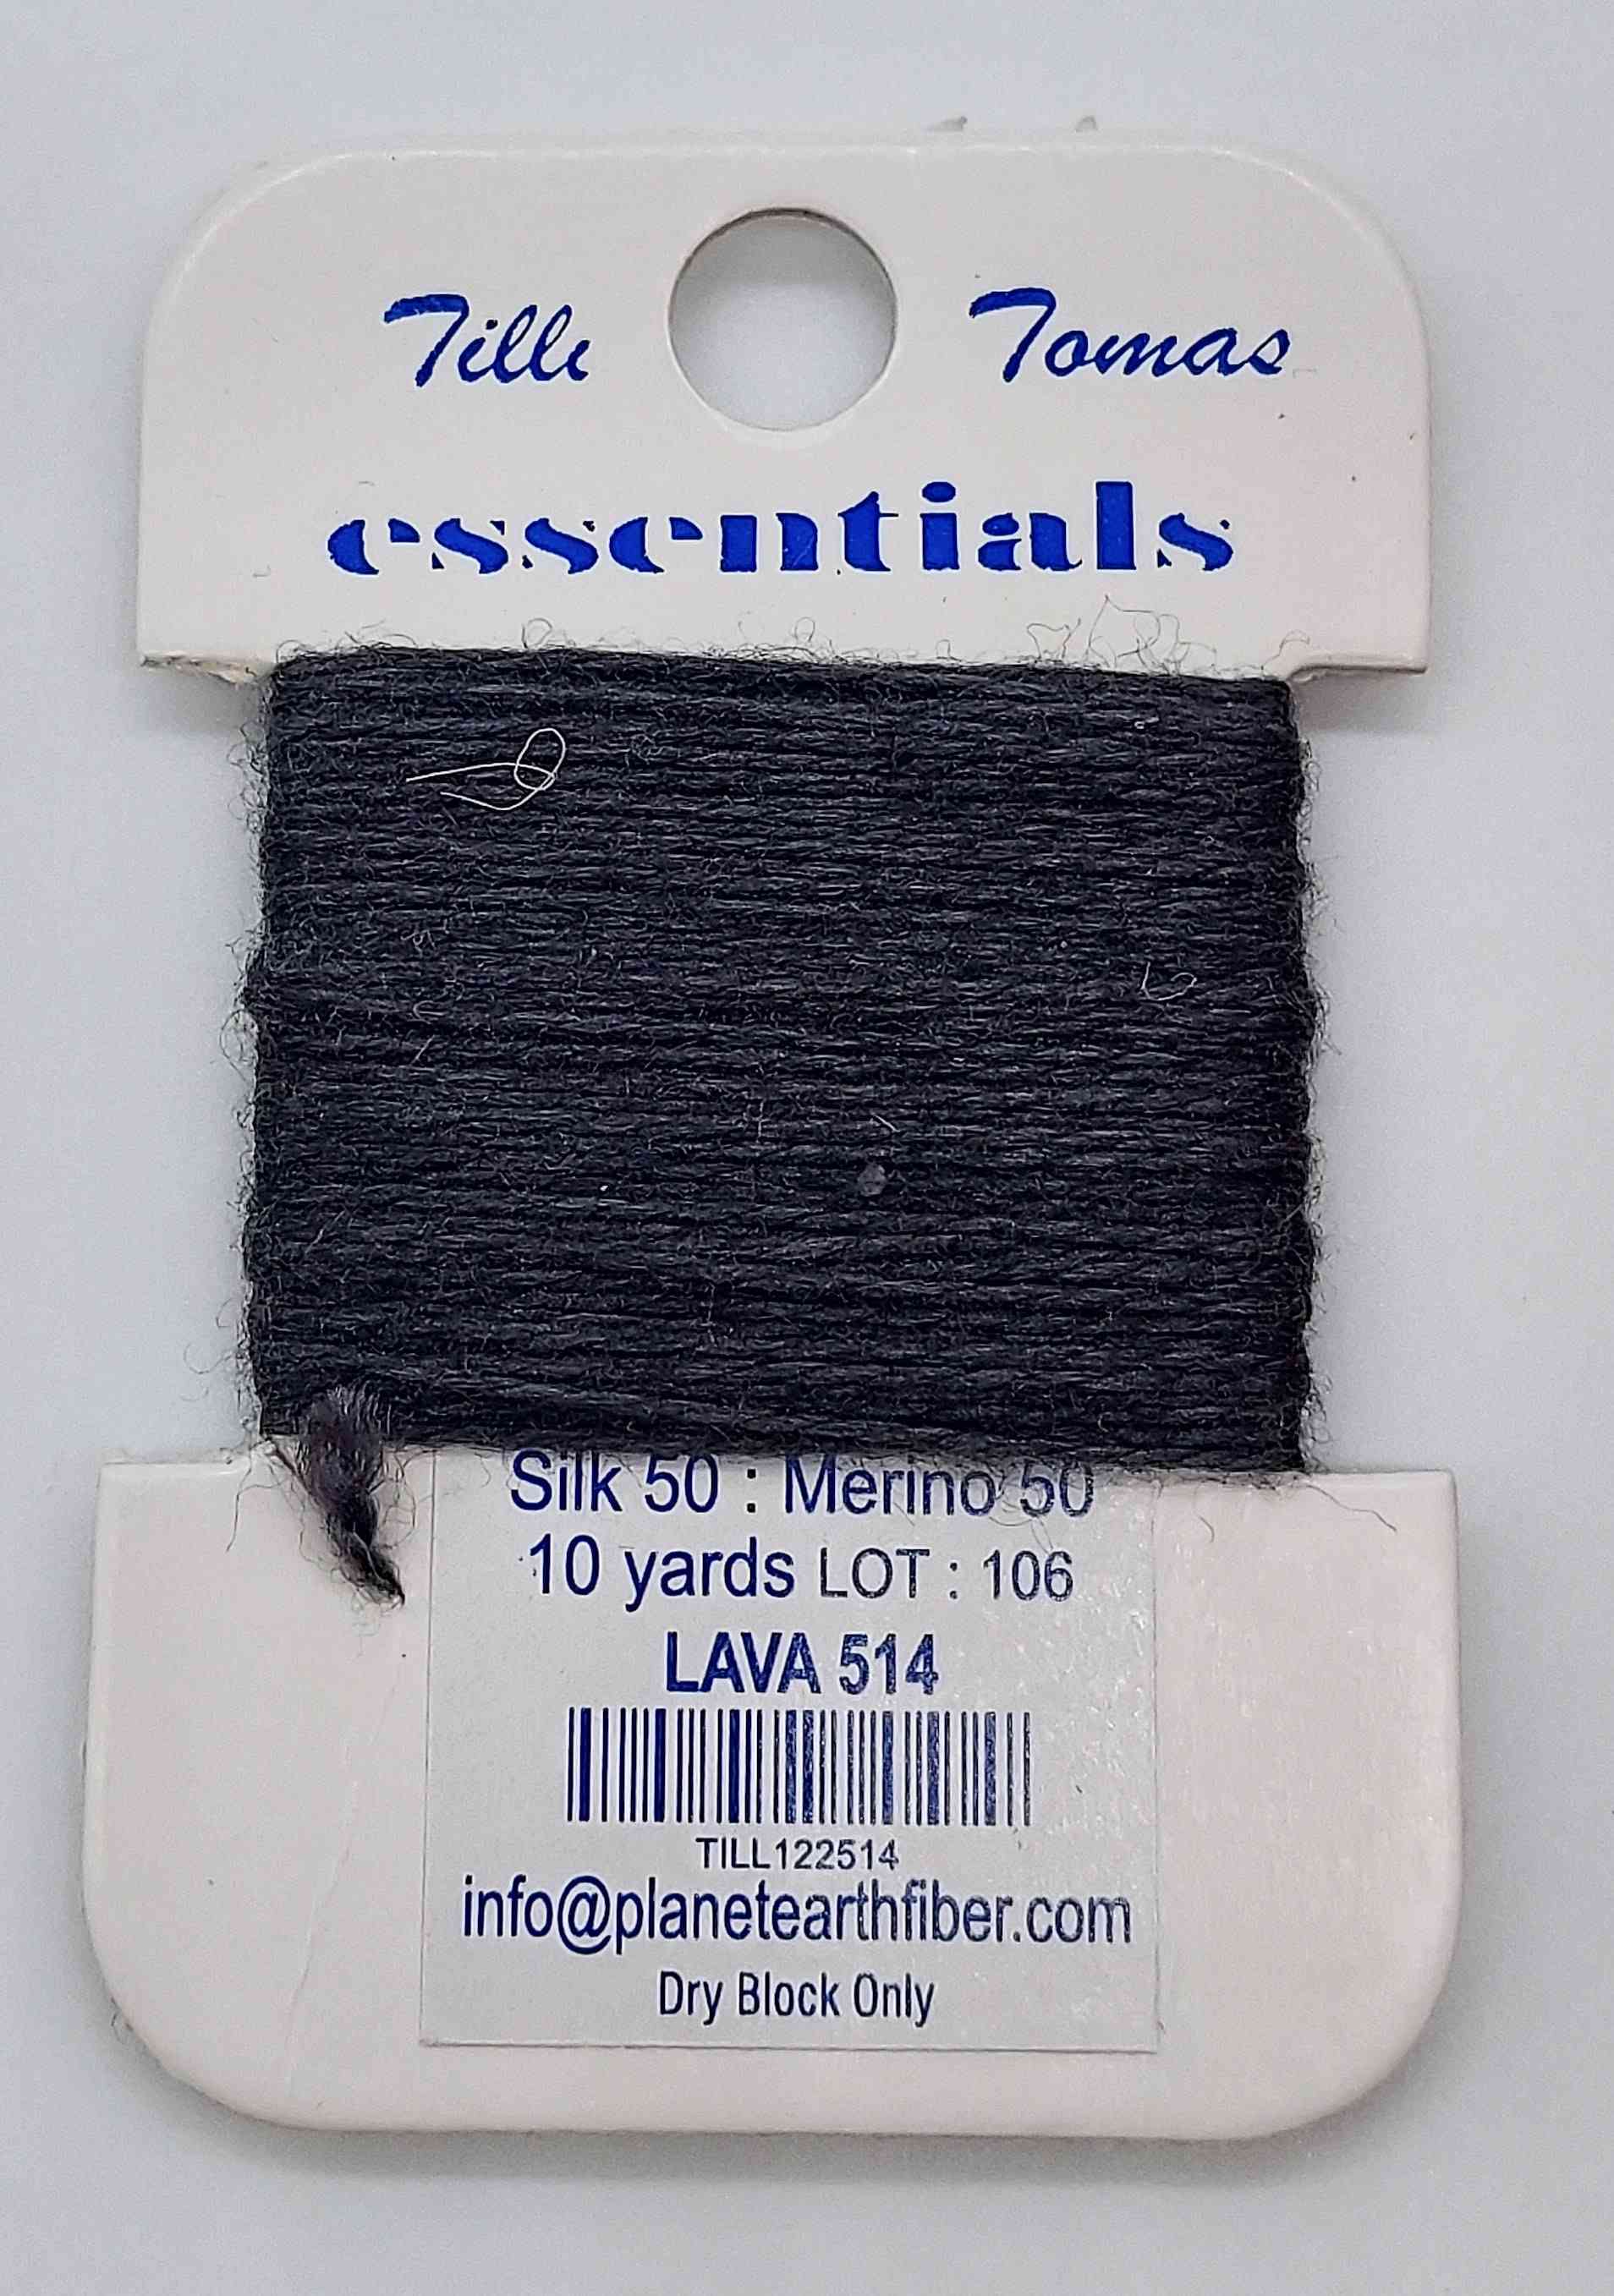 Tilli Tomas
essentials
Silk 50 : Merino 50
10 yards LOT : 106
LAVA 514
TILL122514
info@planetearthfiber.com
Dry Block Only